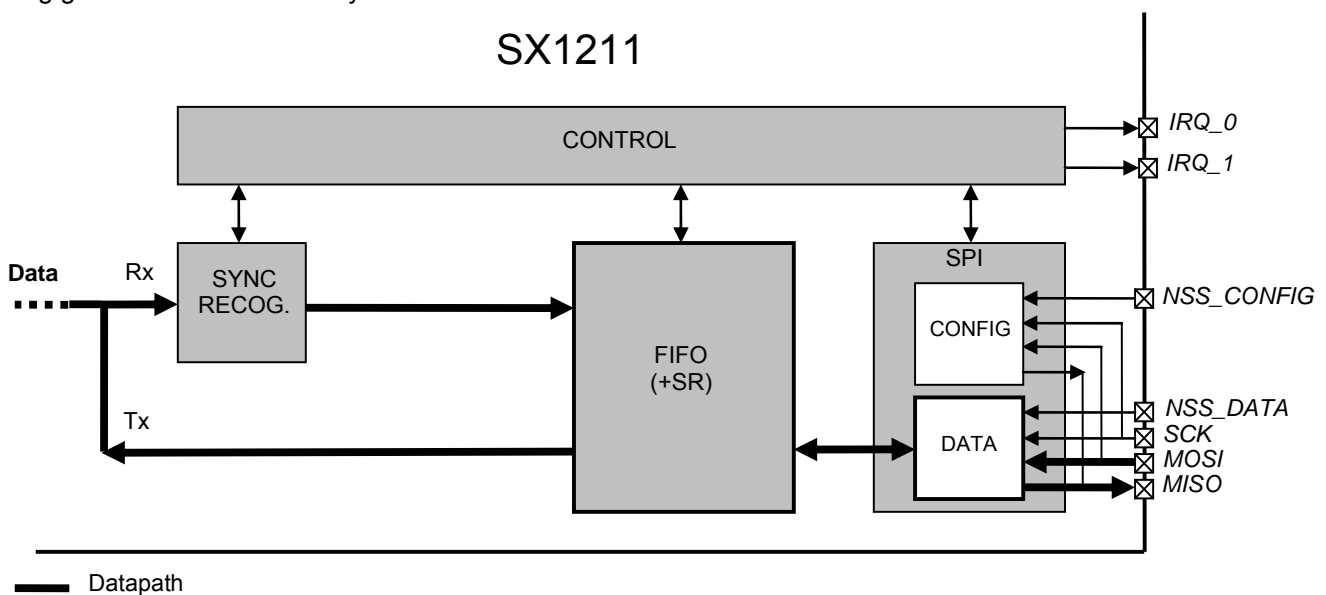 SX1211
CONTROL
IRQ_0
IRQ_1
Data
Rx
SYNC
RECOG.
SPI
NSS_CONFIG
CONFIG
FIFO
(+SR)
Tx
DATA
NSS_DATA
SCK
MOSI
MISO
Datapath